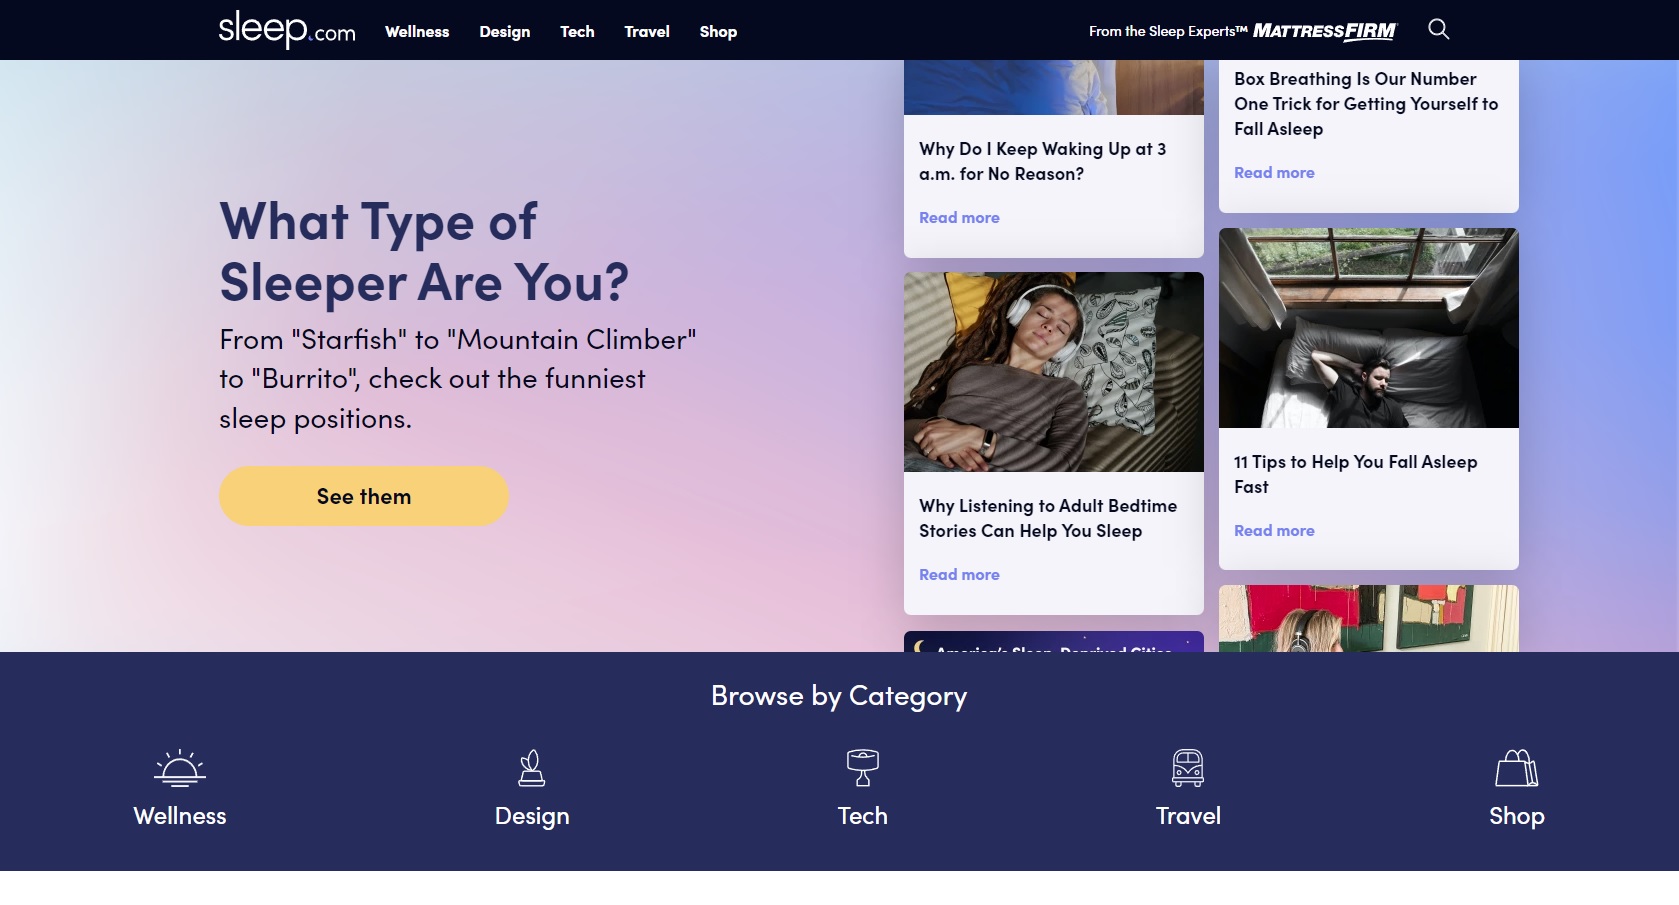 sleep.com
Wellness
Design
Tech
Travel
Shop
From the Sleep Experts™ MATTRESSFIRM
What Type of
Sleeper Are You?
From "Starfish" to "Mountain Climber"
to "Burrito", check out the funniest
sleep positions.
See them
Why Do I Keep Waking Up at 3
a.m. for No Reason?
Read more
Why Listening to Adult Bedtime
Stories Can Help You Sleep
Read more
America's Sleep-Deprived Cities
Box Breathing Is Our Number
One Trick for Getting Yourself to
Fall Asleep
Read more
11 Tips to Help You Fall Asleep
Fast
Read more
Browse by Category
Wellness
Design
Tech
Travel
Shop